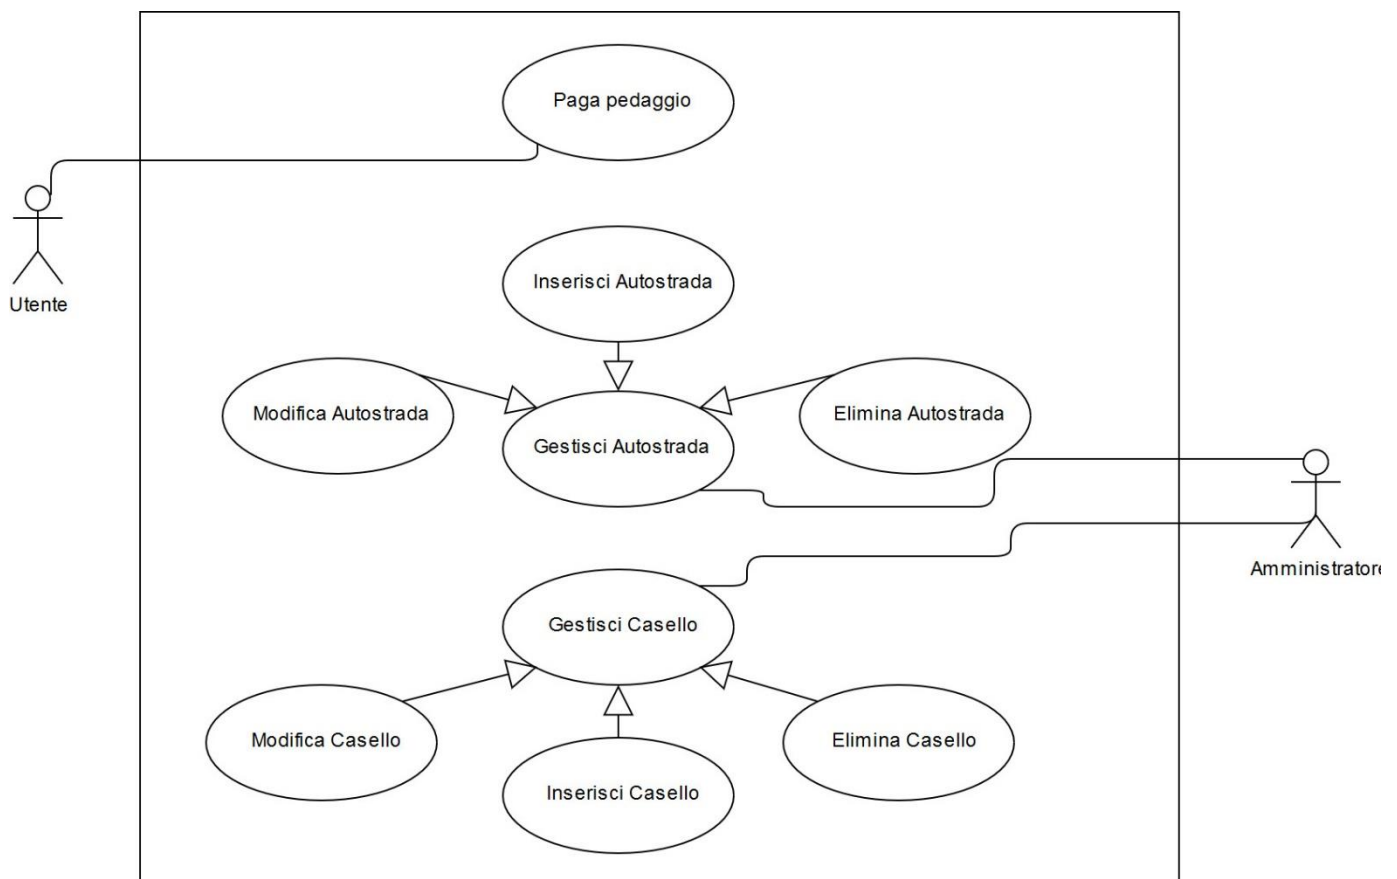 Paga pedaggio
Inserisci Autostrada
Utente
Modifica Autostrada
Elimina Autostrada
Gestisci Autostrada
Amministratore
Gestisci Casello
Modifica Casello
Elimina Casello
Inserisci Casello